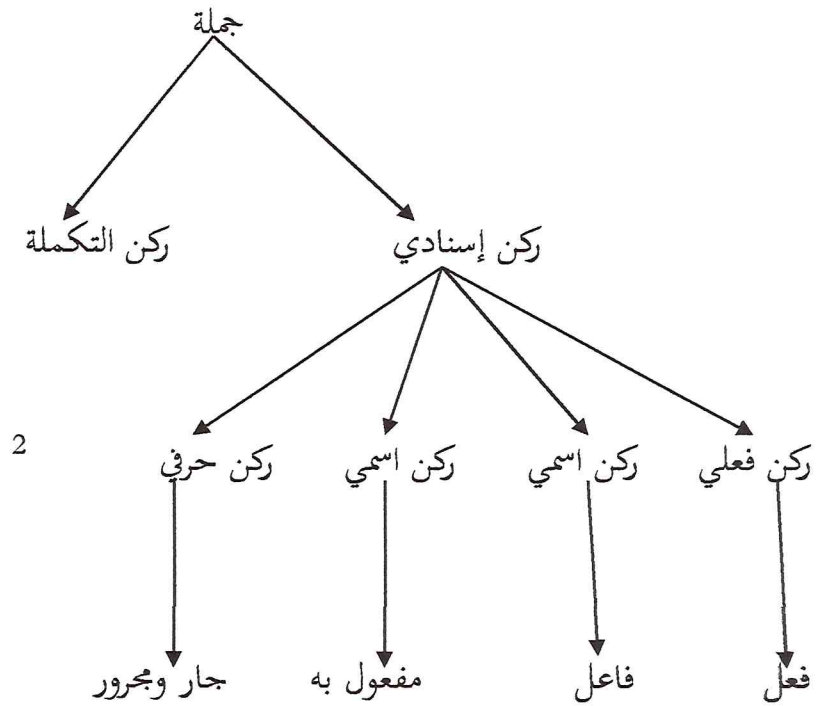 جملة
ركن إسنادي ركن التكملة
ركن فعلي ركن اسمي ركن اسمي ركن حرفي 2
فعل فاعل مفعول به جار ومجرور